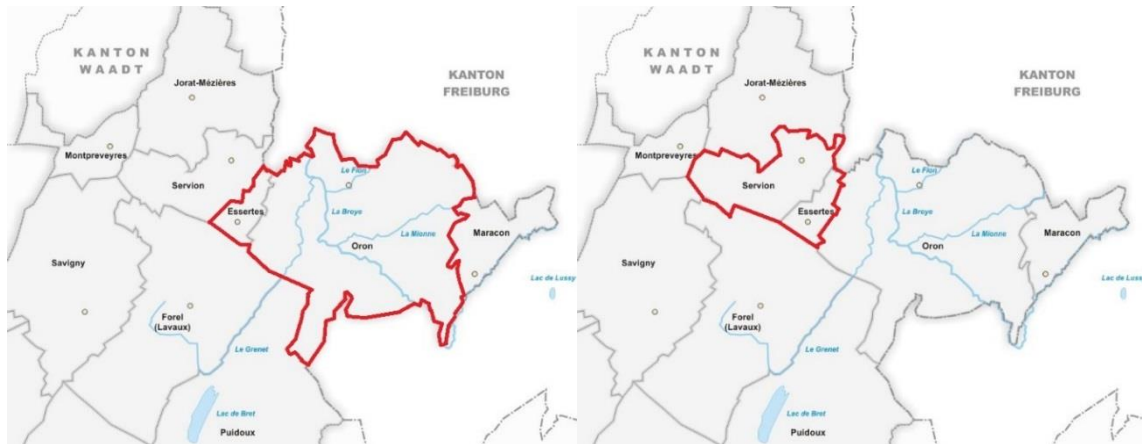 KANTON
WAADT
Jorat-Mézières
KANTON
FREIBURG
Montpreveyres
Servion
Le Flon
Essertes
La Broye
La Mionne
Maracon
Oron
Savigny
Lac de Lussy
Forel
(Lavaux)
Le Grenet
Lac de Bret
Puidoux
KANTON
WAADT
Jorat-Mézières
KANTON
FREIBURG
Montpreveyres
Servion
Le Flon
Essertes
La Broye
La Mionne
Maracon
Oron
Savigny
Lac de Lussy
Forel
(Lavaux)
Le Grenet
Lac de Bret
Puidoux